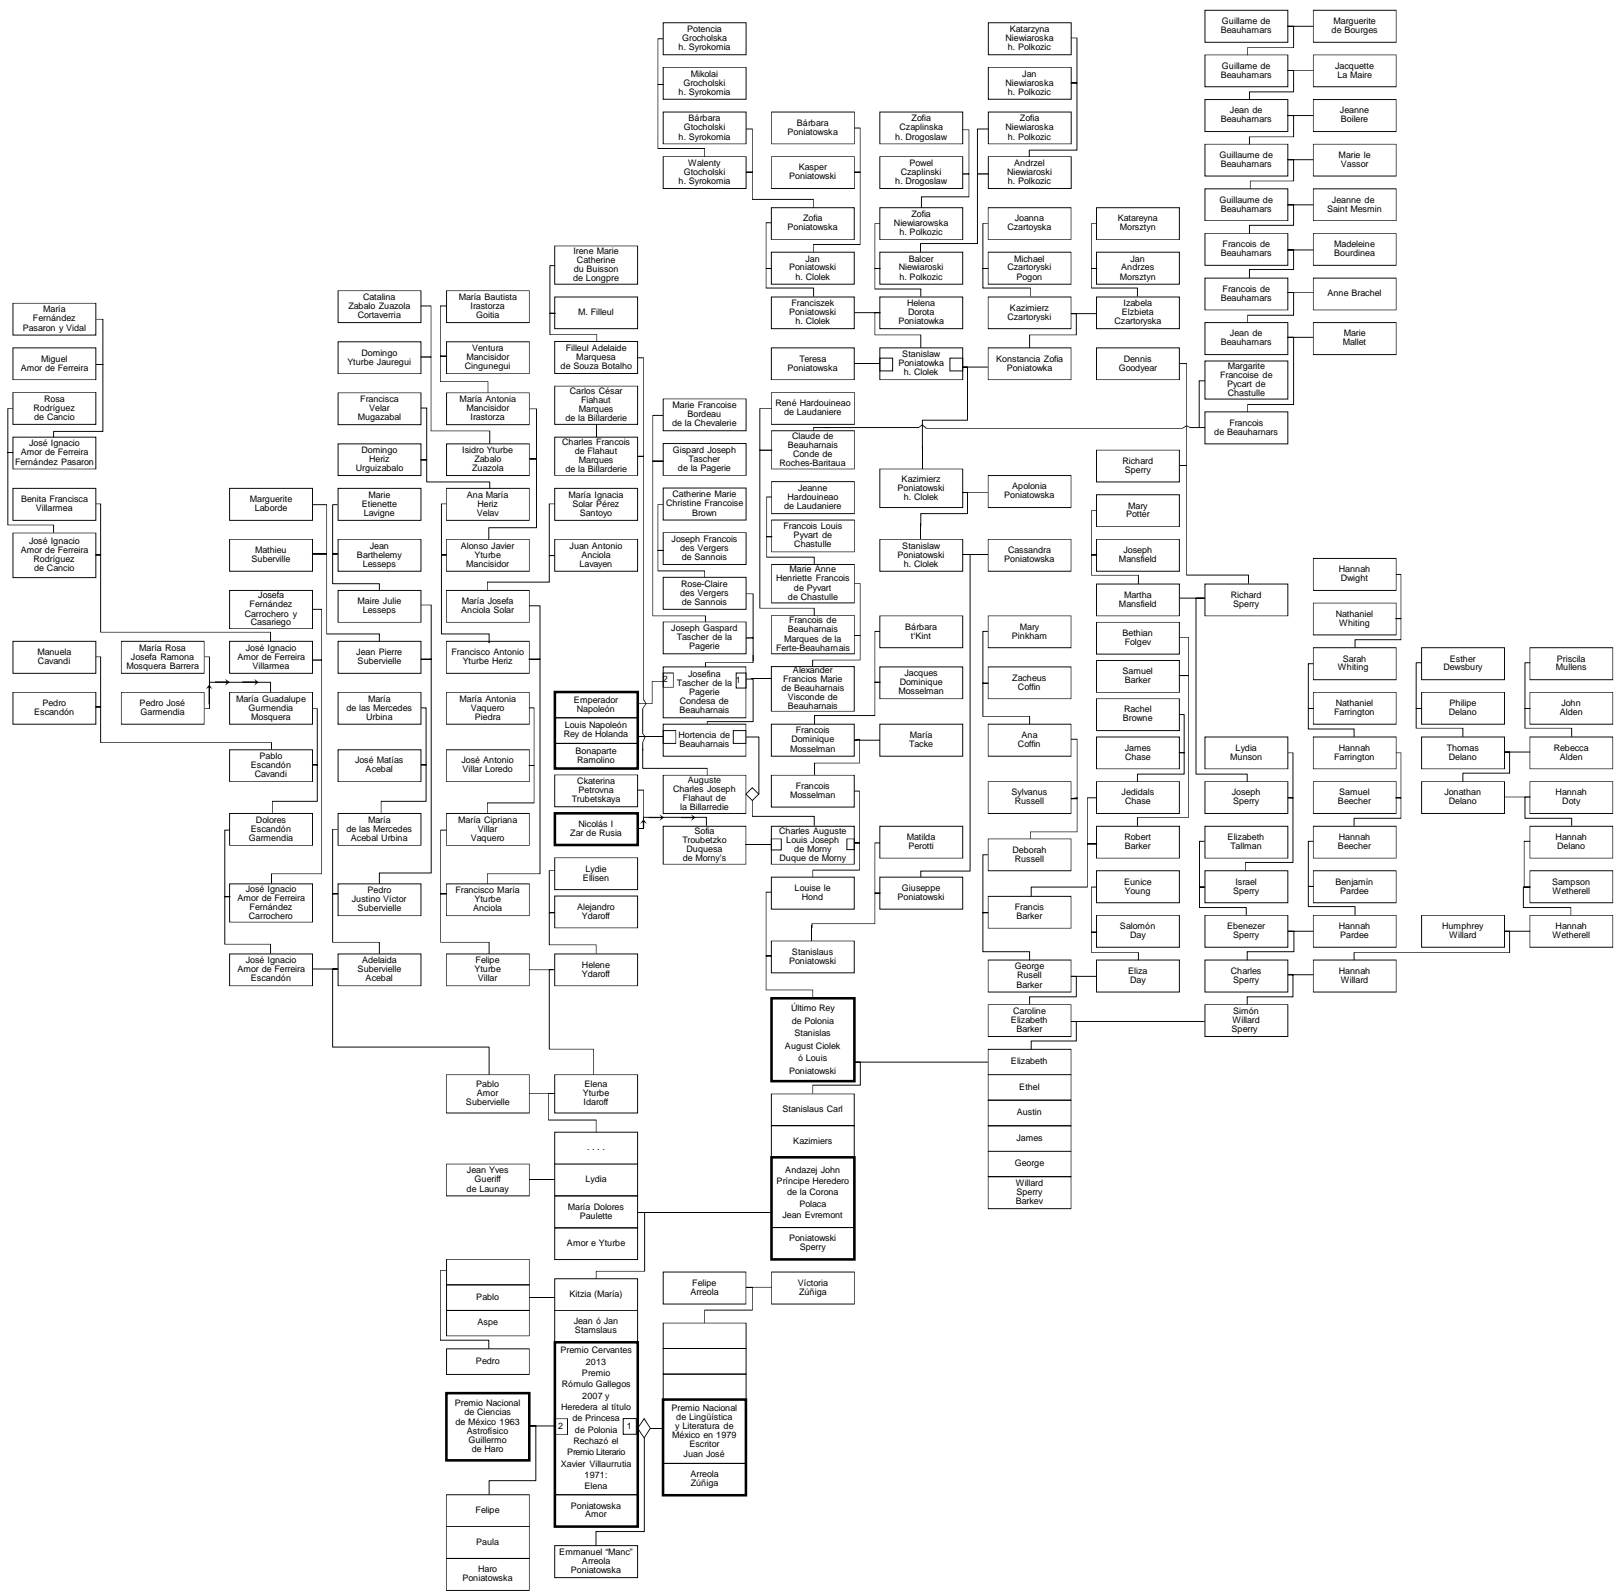 Potencia
Grocholska
h. Syrokomia
Katarzyna
Niewiaroska
h. Polkozic
Guillame de
Beauharnars
Marguerite
de Bourges
Mikolai
Grocholski
h. Syrokomia
Jan
Niewiaroska
h. Polkozic
Guillame de
Beauharnars
Jacquette
La Maire
Bárbara
Gtocholski
h. Syrokomia
Bárbara
Poniatowska
Zofia
Czaplinska
h. Drogoslaw
Zofia
Niewiaroska
h. Polkozic
Jean de
Beauharnars
Jeanne
Boilere
Walenty
Gtocholski
h. Syrokomia
Kasper
Poniatowski
Powel
Czaplinski
h. Drogoslaw
Andrzel
Niewiaroski
h. Polkozic
Guillaume de
Beauharnars
Marie le
Vassor
Zofia
Poniatowska
Zofia
Niewiarowska
h. Polkozic
Joanna
Czartoyska
Katareyna
Morsztyn
Guillaume de
Beauharnars
Jeanne de
Saint Mesmin
Irene Marie
Catherine
du Buisson
de Longpre
Jan
Poniatowski
h. Clolek
Balcer
Niewiaroski
h. Polkozic
Michael
Czartoryski
Pogon
Jan
Andrzes
Morsztyn
Francois de
Beauharnars
Madeleine
Bourdinea
María
Fernández
Pasaron y Vidal
Catalina
Zabalo Zuazola
Cortaverria
María Bautista
Irastorza
Goitia
M. Filleul
Franciszek
Poniatowski
h. Clolek
Helena
Dorota
Poniatowka
Kazimierz
Czartoryski
Izabela
Elzbieta
Czartoryska
Francois de
Beauharnars
Anne Brachel
Miguel
Amor de Ferreira
Domingo
Yturbe Jauregui
Ventura
Mancisidor
Cingunegui
Filleul Adelaide
Marquesa
de Souza Botalho
Teresa
Poniatowska
Stanislaw
Poniatowka
h. Clolek
Konstancia Zofia
Poniatowka
Dennis
Goodyear
Jean de
Beauharnars
Marie
Mallet
Margarite
Francoise de
Pycart de
Chastulle
Rosa
Rodríguez
de Cancio
Francisca
Velar
Mugazabal
María Antonia
Mancisidor
Irastorza
Carlos César
Fiahaut
Marques
de la Billarderie
Marie Francoise
Bordeau
de la Chevalerie
René Hardouineao
de Laudaniere
Francois
de Beauharnars
José Ignacio
Amor de Ferreira
Fernández Pasaron
Domingo
Heriz
Urguizabalo
Isidro Yturbe
Zabalo
Zuazola
Charles Francois
de Flahaut
Marques
de la Billarderie
Gispard Joseph
Tascher
de la Pagerie
Claude de
Beauharnais
Conde de
Roches-Baritaua
Richard
Sperry
Benita Francisca
Villarmea
Marguerite
Laborde
Marie
Etienette
Lavigne
Ana María
Heriz
Velav
María Ignacia
Solar Pérez
Santoyo
Catherine Marie
Christine Francoise
Brown
Jeanne
Hardouineao
de Laudaniere
Kazimierz
Poniatowski
h. Clolek
Apolonia
Poniatowska
Mary
Potter
José Ignacio
Amor de Ferreira
Rodríguez
de Cancio
Mathieu
Suberville
Jean
Barthélemy
Lesseps
Alonso Javier
Yturbe
Mancisidor
Juan Antonio
Anciola
Lavayen
Joseph Francois
des Vergers
de Sannois
Francois Louis
Pyvart de
Chastulle
Stanislaw
Poniatowski
h. Clolek
Cassandra
Poniatowska
Joseph
Mansfield
Hannah
Dwight
Josefa
Fernández
Carrochero y
Casariego
Maire Julie
Lesseps
María Josefa
Anciola Solar
Rose-Claire
des Vergers
de Sannois
Marie Anne
Henriette Francois
de Pyvart
de Chastulle
Martha
Mansfield
Richard
Sperry
Nathaniel
Whiting
Manuela
Cavandi
María Rosa
Josefa Ramona
Mosquera Barrera
José Ignacio
Amor de Ferreira
Villarmea
Jean Pierre
Subervielle
Francisco Antonio
Yturbe Heriz
Joseph Gaspard
Tascher de la
Pagerie
Francois de
Beauharnais
Marques de la
Ferte-Beauharnais
Bárbara
t'Kint
Mary
Pinkham
Bethian
Folgev
Sarah
Whiting
Esther
Dewsbury
Priscila
Mullens
Pedro
Escandón
Pedro José
Garmendia
María Guadalupe
Gurmendia
Mosquera
María
de las Mercedes
Urbina
María Antonia
Vaquero
Piedra
Emperador
Napoleón
Louis Napoleón
Rey de Holanda
Bonaparte
Ramolino
2
Josefina
Tascher de la
Pagerie
Condesa de
Beauharnais
1
Alexander
Francios Marie
de Beauharnais
Visconde de
Beauharnais
Jacques
Dominique
Mosselman
Zacheus
Coffin
Samuel
Barker
Nathaniel
Farrington
Philipe
Delano
John
Alden
Hortencia de
Beauharnais
Francois
Dominique
Mosselman
María
Tacke
Ana
Coffin
Rachel
Browne
James
Chase
Lydia
Munson
Hannah
Farrington
Thomas
Delano
Rebecca
Alden
Pablo
Escandón
Cavandi
José Matías
Acebal
José Antonio
Villar Loredo
Ckaterina
Petrovna
Trubetskaya
Auguste
Charles Joseph
Flahaut de
la Billarredie
Francois
Mosselman
Sylvanus
Russell
Jedidals
Chase
Joseph
Sperry
Samuel
Beecher
Jonathan
Delano
Hannah
Doty
Dolores
Escandón
Garmendia
María
de las Mercedes
Acebal Urbina
María Cipriana
Villar
Vaquero
Nicolás I
Zar de Rusia
Sofia
Troubetzko
Duquesa
de Morny's
Charles Auguste
Louis Joseph
de Morny
Duque de Morny
Matilda
Perotti
Deborah
Russell
Robert
Barker
Elizabeth
Tallman
Hannah
Beecher
Hannah
Delano
José Ignacio
Amor de Ferreira
Fernández
Carrochero
Pedro
Justino Víctor
Subervielle
Francisco María
Yturbe
Anciola
Lydie
Ellisen
Alejandro
Ydaroff
Louise le
Hond
Giuseppe
Poniatowski
Francis
Barker
Eunice
Young
Israel
Sperry
Benjamín
Pardee
Sampson
Wetherell
Salomón
Day
Ebenezer
Sperry
Hannah
Pardee
Humphrey
Willard
Hannah
Wetherell
José Ignacio
Amor de Ferreira
Escandón
Adelaida
Subervielle
Acebal
Felipe
Yturbe
Villar
Helene
Ydaroff
Stanislaus
Poniatowski
George
Rusell
Barker
Eliza
Day
Charles
Sperry
Hannah
Willard
Último Rey
de Polonia
Stanislas
August Ciolek
ó Louis
Poniatowski
Caroline
Elizabeth
Barker
Simón
Willard
Sperry
Pablo
Amor
Subervielle
Elena
Yturbe
Idaroff
Elizabeth
Ethel
Austin
James
George
Willard
Sperry
Barkev
Stanislaus Carl
Kazimiers
Andazej John
Príncipe Heredero
de la Corona
Polaca
Jean Evremont
Poniatowski
Sperry
. . . .
Jean Yves
Gueriff
de Launay
Lydia
María Dolores
Paulette
Amor e Yturbe
Pablo
Aspe
Pedro
Kitzia (María)
Jean ó Jan
Stamslaus
Felipe
Arreola
Víctoria
Zúñiga
Premio Nacional
de Ciencias
de México 1963
Astrofísico
Guillermo
de Haro
Premio Cervantes
2013
Premio
Rómulo Gallegos
2007 y
Heredera al título
de Princesa
de Polonia
Rechazó el
Premio Literario
Xavier Villaurrutia
1971:
Elena
2
1
Poniatowska
Amor
Premio Nacional
de Lingüística
y Literatura de
México en 1979
Escritor
Juan José
Arreola
Zúñiga
Felipe
Paula
Haro
Poniatowska
Emmanuel "Manc"
Arreola
Poniatowska